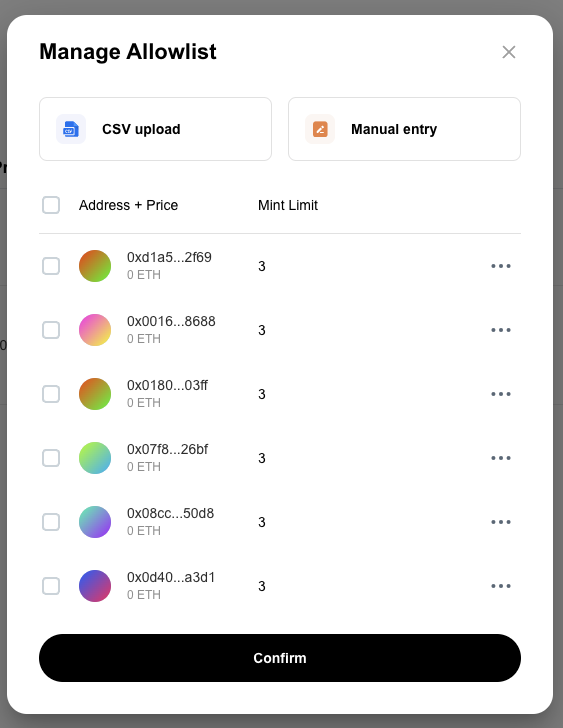 Manage Allowlist
CSV upload
Manual entry
Address + Price
Mint Limit
0xd1a5...2f69
0 ETH
3
0x0016...8688
0 ETH
3
0x0180...03ff
0 ETH
3
0x07f8...26bf
0 ETH
3
0x08cc...50d8
0 ETH
3
0x0d40...a3d1
0 ETH
3
Confirm